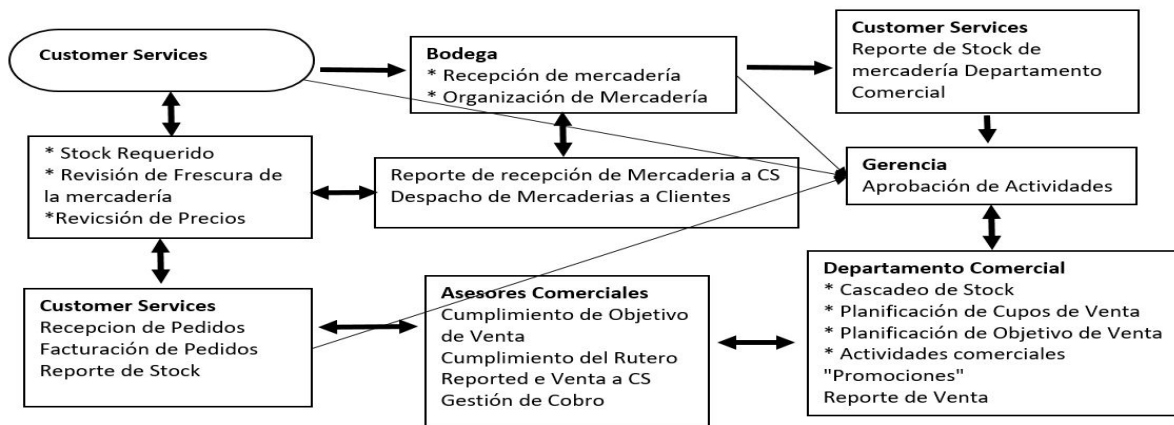 Customer Services
Bodega
* Recepción de mercadería
* Organización de Mercadería
Customer Services
Reporte de Stock de
mercadería Departamento
Comercial
* Stock Requerido
* Revisión de Frescura de
la mercadería
*Revicsión de Precios
Reporte de recepción de Mercaderia a CS
Despacho de Mercaderias a Clientes
Gerencia
Aprobación de Actividades
Customer Services
Recepcion de Pedidos
Facturación de Pedidos
Reporte de Stock
Asesores Comerciales
Cumplimiento de Objetivo
de Venta
Cumplimiento del Rutero
Reported e Venta a CS
Gestión de Cobro
Departamento Comercial
* Cascadeo de Stock
* Planificación de Cupos de Venta
* Planificación de Objetivo de Venta
* Actividades comerciales
"Promociones"
Reporte de Venta